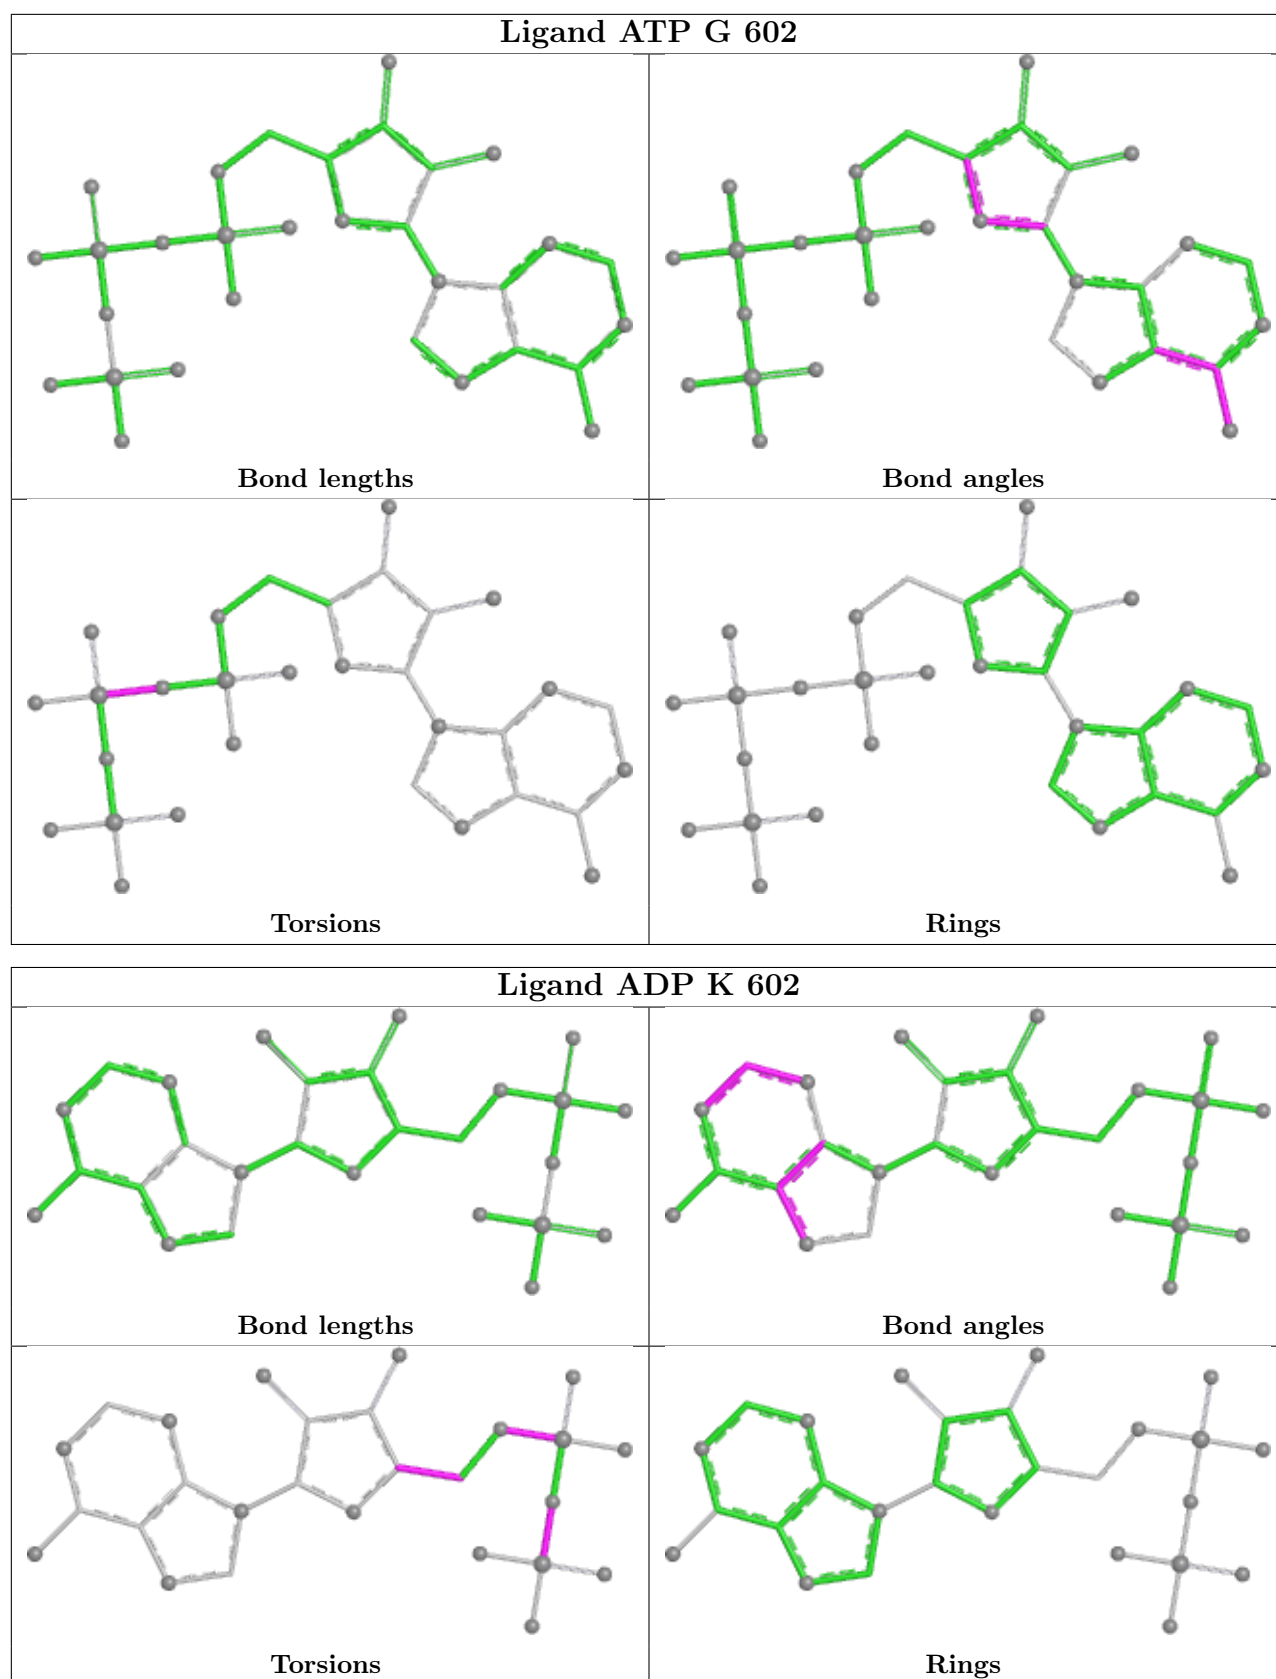 Ligand ATP G 602
Bond lengths
Bond angles
Torsions
Rings
Ligand ADP K 602
Bond lengths
Bond angles
Torsions
Rings